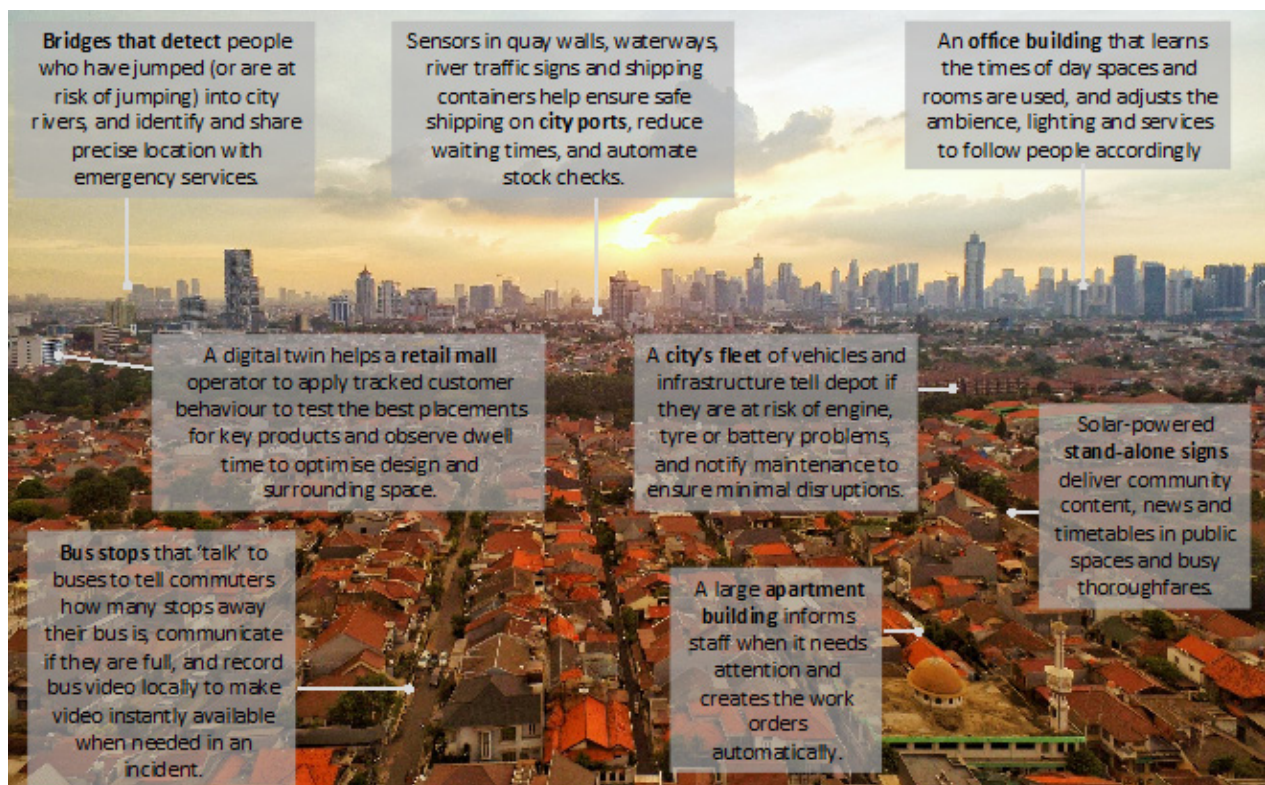 Bridges that detect people
who have jumped (or are at
risk of jumping) into city
rivers, and identify and share
precise location with
emergency services.
Sensors in quay walls, waterways,
river traffic signs and shipping
containers help ensure safe
shipping on city ports, reduce
waiting times, and automate
stock checks.
An office building that learns
the times of day spaces and
rooms are used, and adjusts the
ambience, lighting and services
to follow people accordingly
A digital twin helps a retail mall
operator to apply tracked customer
behaviour to test the best placements
for key products and observe dwell
time to optimise design and
surrounding space.
A city's fleet of vehicles and
infrastructure tell depot if
they are at risk of engine,
tyre or battery problems,
and notify maintenance to
ensure minimal disruptions.
Solar-powered
stand-alone signs
deliver community
content, news and
timetables in public
spaces and busy
thoroughfares.
Bus stops that ‘talk’ to
buses to tell commuters
how many stops away
their bus is, communicate
if they are full, and record
bus video locally to make
video instantly available
when needed in an
incident.
A large apartment
building informs
staff when it needs
attention and
creates the work
orders
automatically.